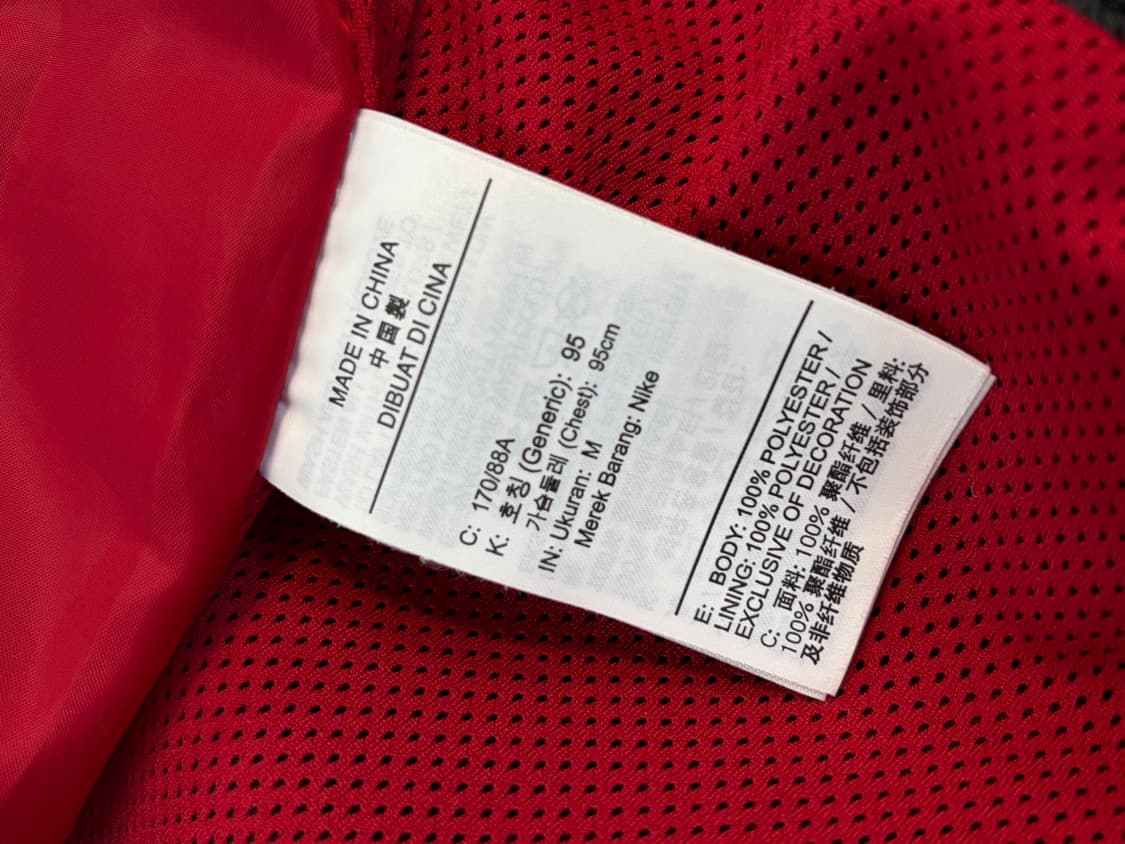 MADE IN CHINA
中国製
DIBUAT DI CINA
C: 170/88A
K: 호칭 (Generic): 95
가슴둘레 (Chest): 95cm
IN: Ukuran: M
Merek Barang: Nike
E: BODY: 100% POLYESTER /
LINING: 100% POLYESTER /
EXCLUSIVE OF DECORATION
C: 面料: 100% 聚酯纤维 / 里料:
100% 聚酯纤维 / 不包括装饰部分
及非纤维物质